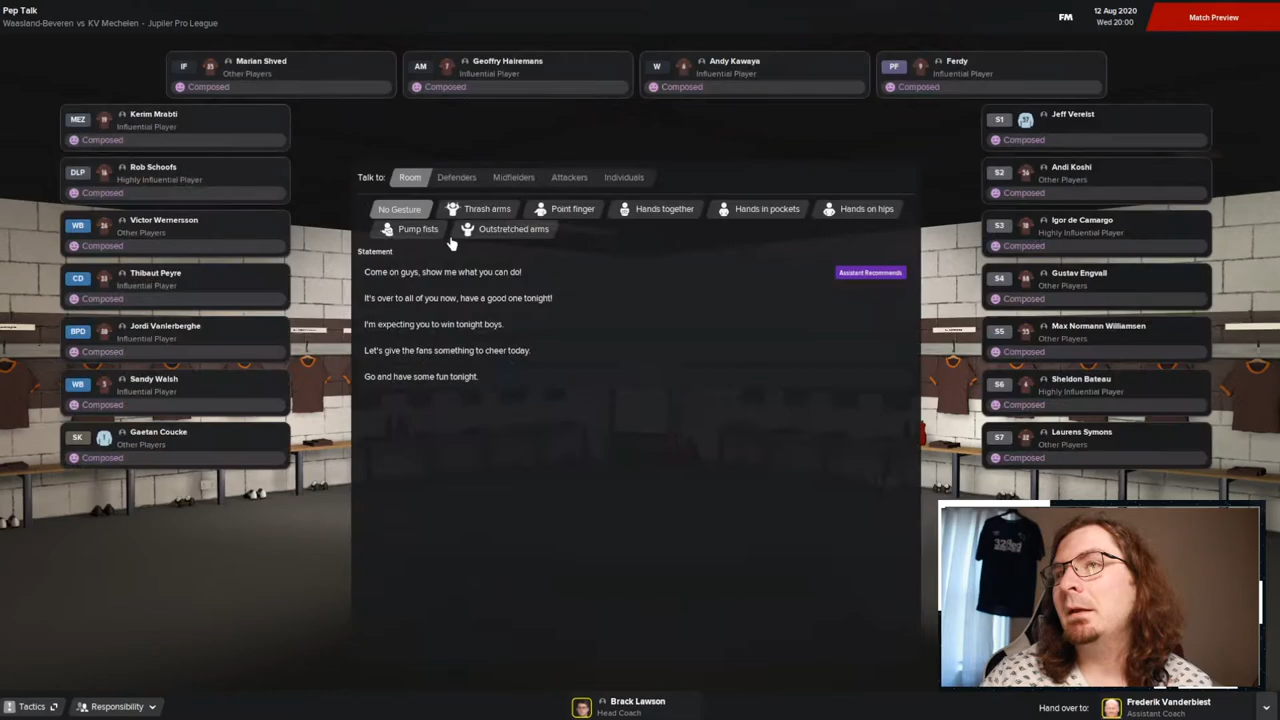 Pep Talk
Waasland-Beveren vs KV Mechelen - Jupiler Pro League
FM
12 Aug 2020
Wed 20:00
Match Preview
IF Marian Shved
Other Players
Composed
AM 7 Geoffry Hairemans
Influential Player
Composed
W Andy Kawaya
Influential Player
Composed
PF 9 Ferdy
Influential Player
Composed
MEZ 19 Kerim Mrabti
Influential Player
Composed
DLP 16 Rob Schoofs
Highly Influential Player
Composed
WB Victor Wernersson
Other Players
Composed
CD 23 Thibaut Peyre
Influential Player
Composed
BPD Jordi Vanlerberghe
Influential Player
Composed
WB 5 Sandy Walsh
Influential Player
Composed
SK 1 Gaetan Coucke
Other Players
Composed
Talk to: Room Defenders Midfielders Attackers Individuals
No Gesture Thrash arms Point finger Hands together Hands in pockets Hands on hips
Pump fists Outstretched arms
Statement
Come on guys, show me what you can do! Assistant Recommends
It's over to all of you now, have a good one tonight!
I'm expecting you to win tonight boys.
Let's give the fans something to cheer today.
Go and have some fun tonight.
S1 Jeff Vereist
Composed
S2 Andi Koshi
Other Players
Composed
S3 Igor de Camargo
Highly Influential Player
Composed
S4 Gustav Engvall
Other Players
Composed
S5 Max Normann Williamsen
Other Players
Composed
S6 Sheldon Bateau
Highly Influential Player
Composed
S7 Laurens Symons
Other Players
Composed
32Red
Tactics
Responsibility
Brack Lawson
Head Coach
Hand over to: Frederik Vanderbiest
Assistant Coach